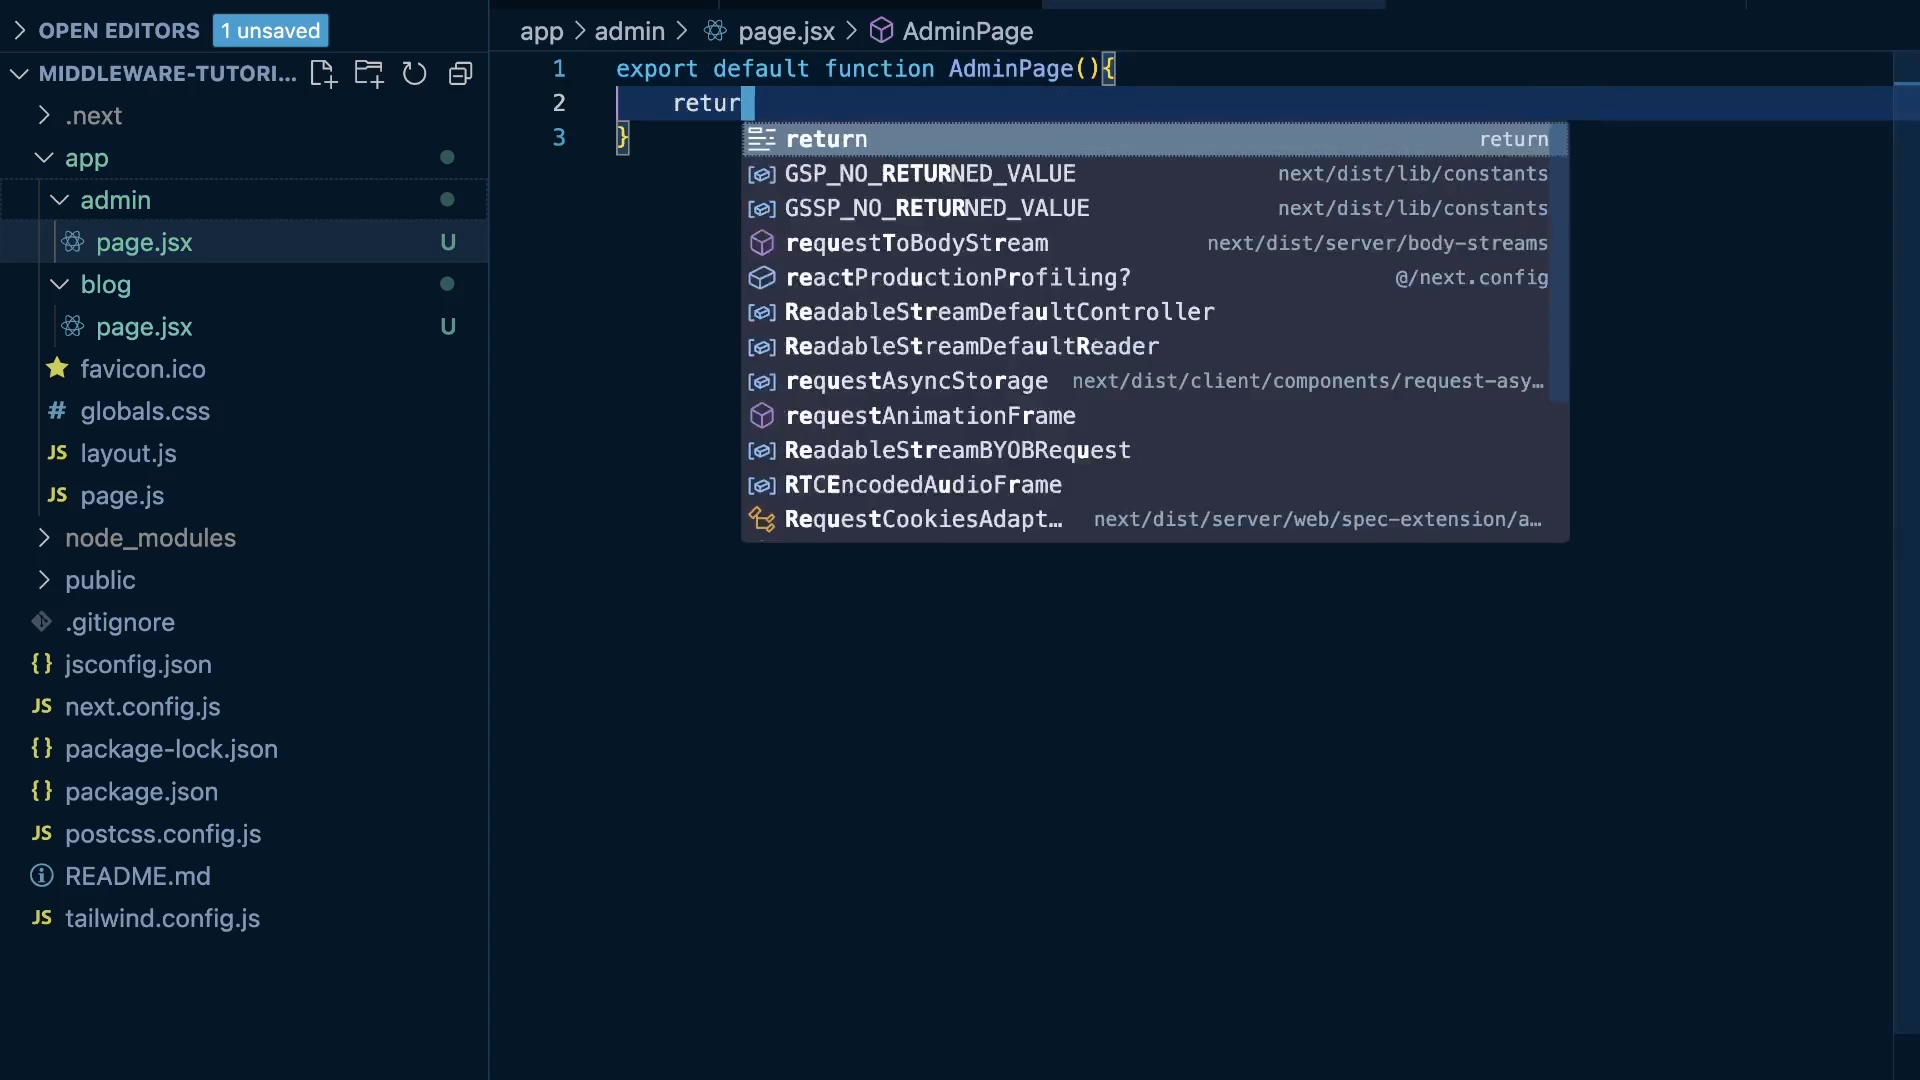 OPEN EDITORS 1 unsaved
MIDDLEWARE-TUTORI...
.next
app
admin
page.jsx U
blog
page.jsx U
favicon.ico
# globals.css
JS layout.js
JS page.js
node_modules
public
.gitignore
{} jsconfig.json
JS next.config.js
{} package-lock.json
{} package.json
JS postcss.config.js
README.md
JS tailwind.config.js
app > admin > page.jsx > AdminPage
1 export default function AdminPage(){
2 retur
3 }
return return
GSP_NO_RETURNED_VALUE next/dist/lib/constants
GSSP_NO_RETURNED_VALUE next/dist/lib/constants
requestToBodyStream next/dist/server/body-streams
reactProductionProfiling? @/next.config
ReadableStreamDefaultController
ReadableStreamDefaultReader
requestAsyncStorage next/dist/client/components/request-asy…
requestAnimationFrame
ReadableStreamBYOBRequest
RTCEncodedAudioFrame
RequestCookiesAdapt… next/dist/server/web/spec-extension/a…